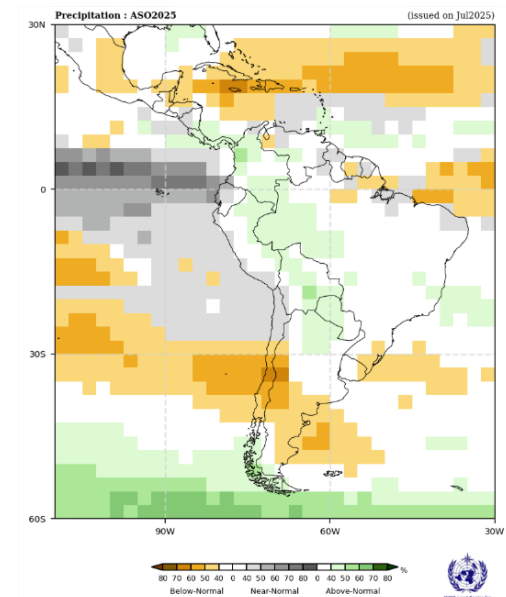 Precipitation : ASO2025 (issued on Jul2025)
30N
15N
0
30S
60S
90W 60W 30W
80 70 60 50 40 0 40 50 60 70 80 0 40 50 60 70 80 %
Below-Normal Near-Normal Above-Normal